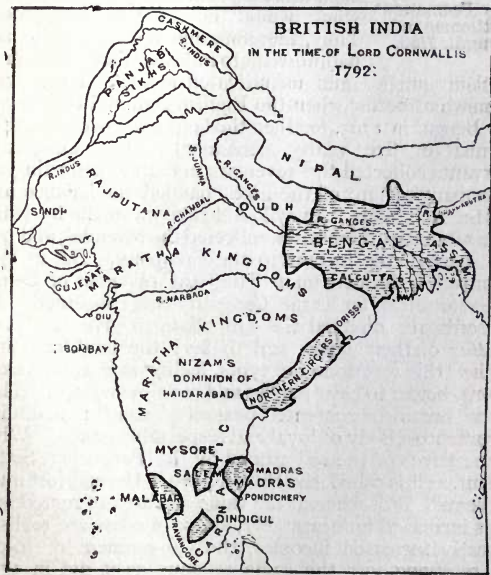 BRITISH INDIA
IN THE TIME OF LORD CORNWALLIS
1792:
CASHMERE
R. INDUS
PANJAB
SIKHS
R. INDUS
RAJPUTANA
SINDH
R. JUMNA
R. GANGES
R. CHAMBAL
OUDH
NIPAL
R. GANGES
R. BRAHMAPUTRA
BENGAL
ASSAM
CALCUTTA
MARATHA KINGDOMS
GUJERAT
DIU
R. NARBADA
MARATHA KINGDOMS
ORISSA
BOMBAY
NIZAM'S
DOMINION OF
HAIDARABAD
NORTHERN CIRCARS
MYSORE
SALEM
MADRAS
MADRAS
PONDICHERY
MALABAR
DINDIGUL
TRAVANCORE
CARNATIC